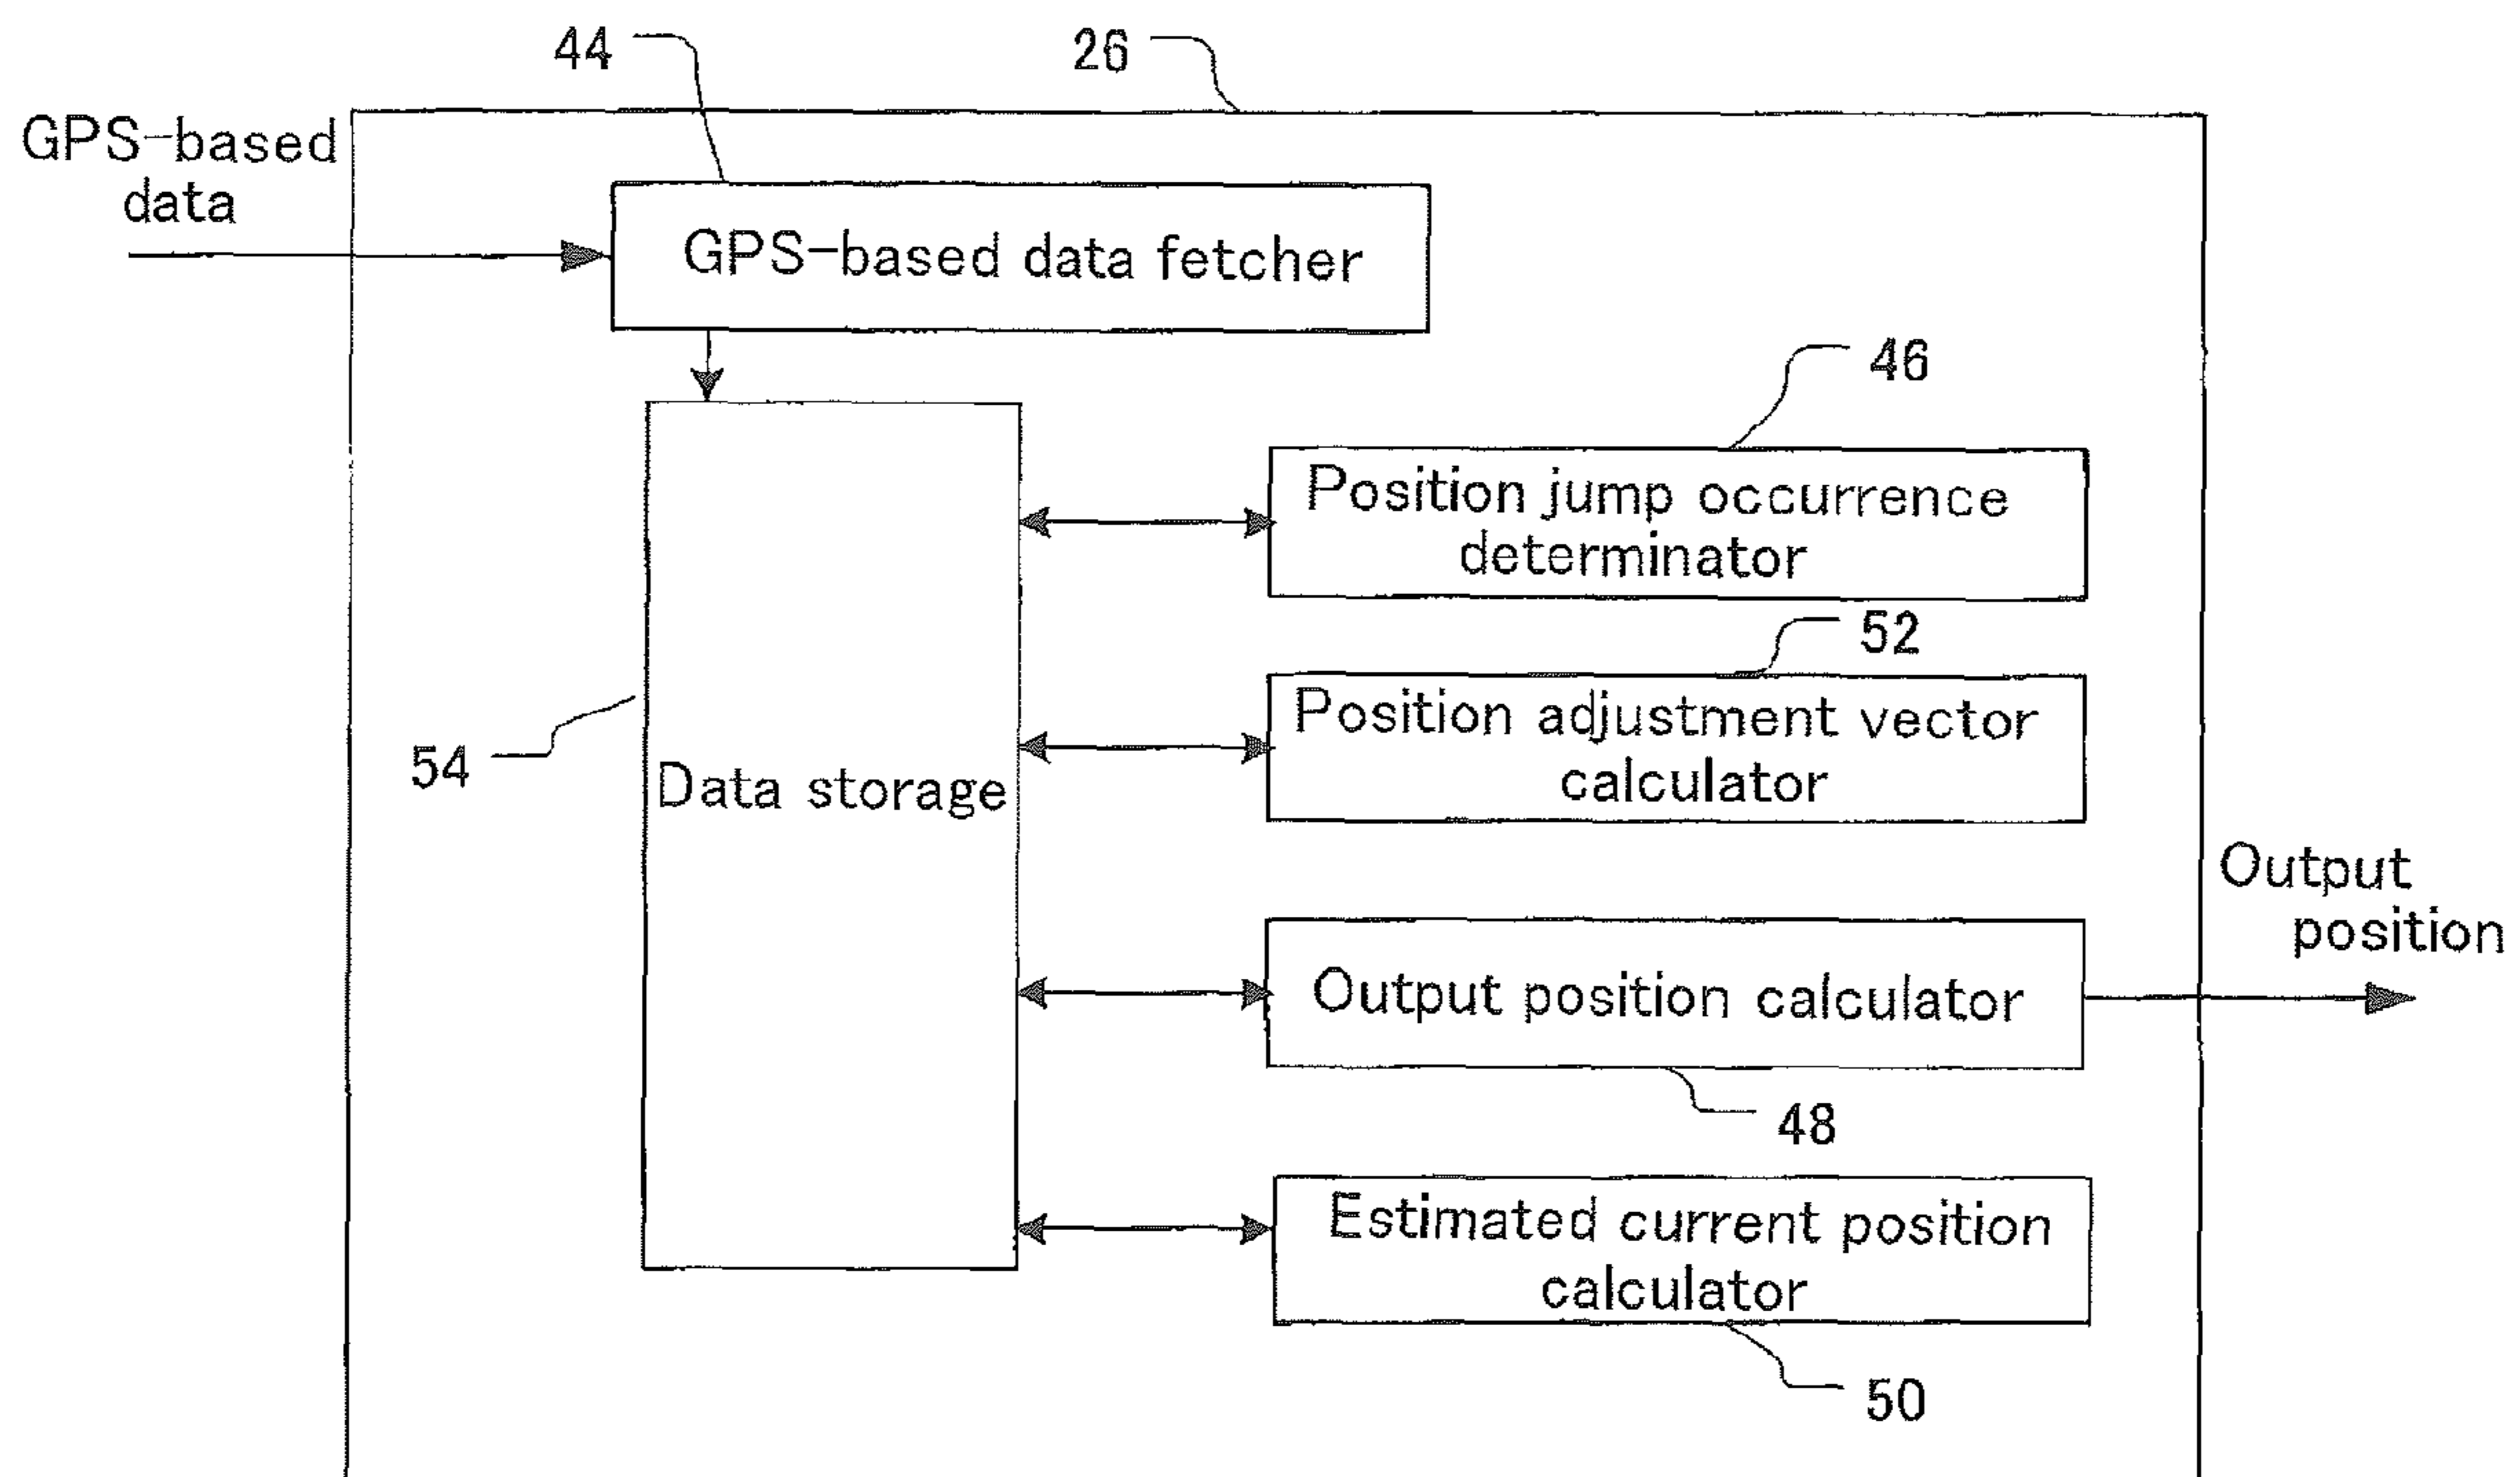 44
26
GPS-based
data
GPS-based data fetcher
46
Position jump occurrence
determinator
52
Position adjustment vector
calculator
54
Data storage
Output
position
Output position calculator
48
Estimated current position
calculator
50